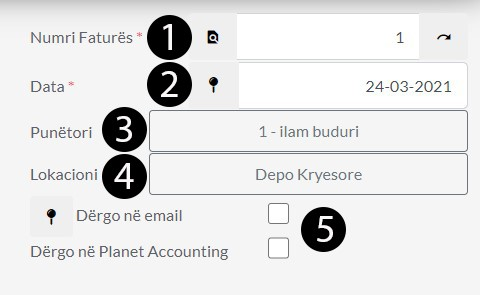 Numri Faturës * 1 1
Data * 2 24-03-2021
Punëtori 3 1 - ilam buduri
Lokacioni 4 Depo Kryesore
Dërgo në email
5
Dërgo në Planet Accounting